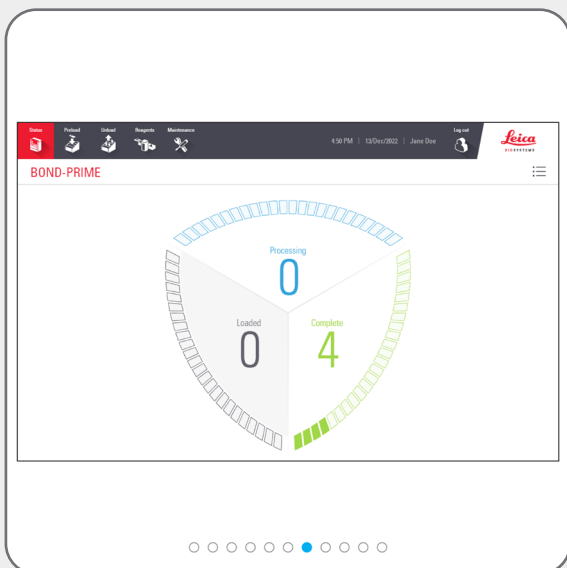 Status Preload Unload Reagents Maintenance 4:50 PM | 13/Dec/2022 | Jane Doe Log out
Leica
BIOSYSTEMS
BOND-PRIME
Processing
0
Loaded
0
Complete
4